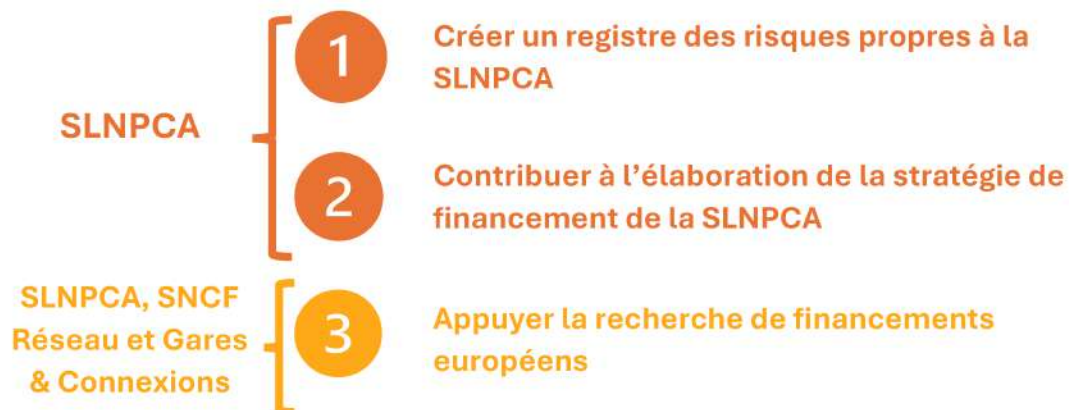 SLNPCA
1
Créer un registre des risques propres à la
SLNPCA
2
Contribuer à l’élaboration de la stratégie de
financement de la SLNPCA
SLNPCA, SNCF
Réseau et Gares
& Connexions
3
Appuyer la recherche de financements
européens